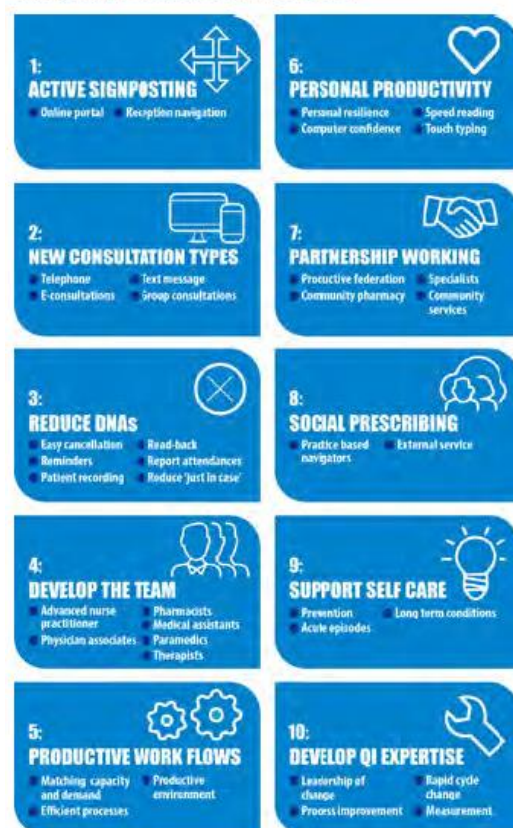 1:
ACTIVE SIGNPOSTING
Online portal Reception navigation
2:
NEW CONSULTATION TYPES
Telephone Text message
E-consultations Group consultations
3:
REDUCE DNAs
Easy cancellation Read-back
Reminders Report attendances
Patient recording Reduce 'just in case'
4:
DEVELOP THE TEAM
Advanced nurse
practitioner
Physician associates
Pharmacists
Medical assistants
Paramedics
Therapists
5:
PRODUCTIVE WORK FLOWS
Matching capacity
and demand
Efficient processes
Productive
environment
6:
PERSONAL PRODUCTIVITY
Personal resilience Speed reading
Computer confidence Touch typing
7:
PARTNERSHIP WORKING
Procuctive federation
Community pharmacy
Specialists
Community
services
8:
SOCIAL PRESCRIBING
Practice based
navigators
External service
9:
SUPPORT SELF CARE
Prevention Long term conditions
Acute episodes
10:
DEVELOP QI EXPERTISE
Leadership of
change
Process improvement
Rapid cycle
change
Measurement